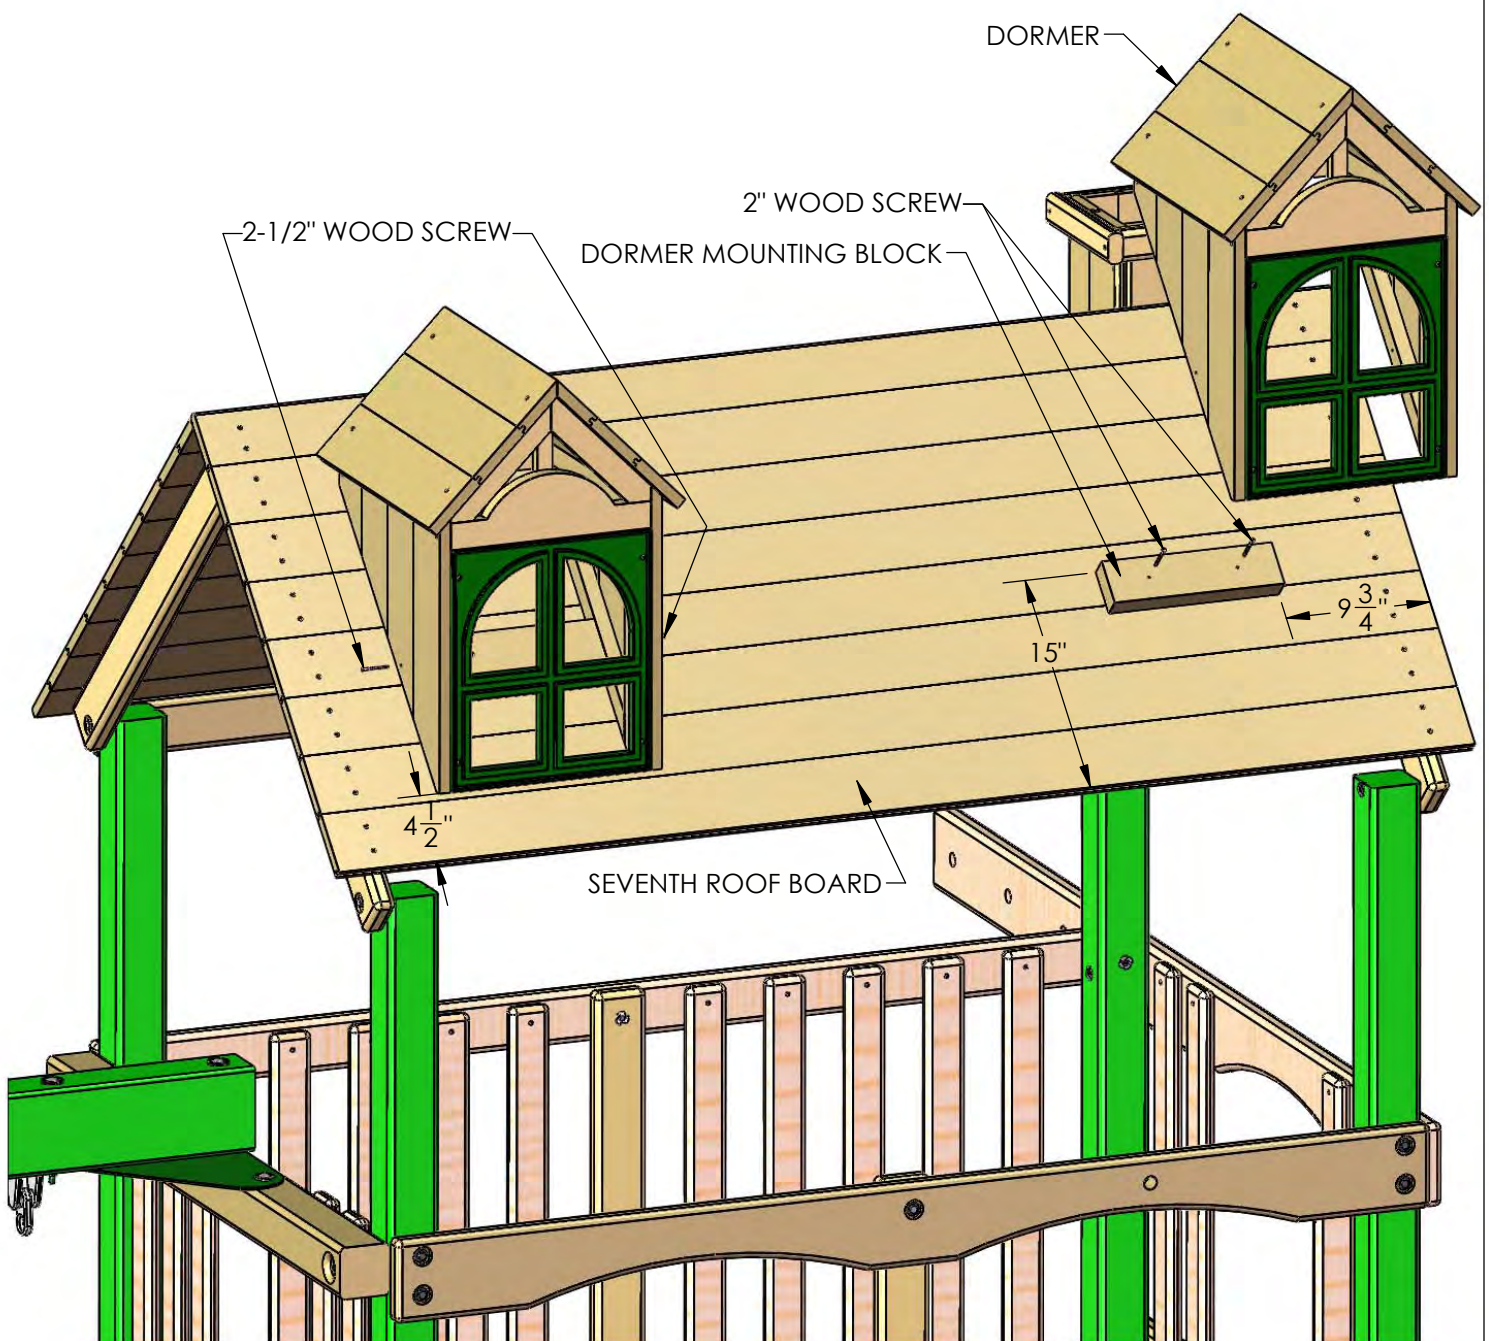 DORMER
2" WOOD SCREW
2-1/2" WOOD SCREW
DORMER MOUNTING BLOCK
9 3/4"
15"
4 1/2"
SEVENTH ROOF BOARD